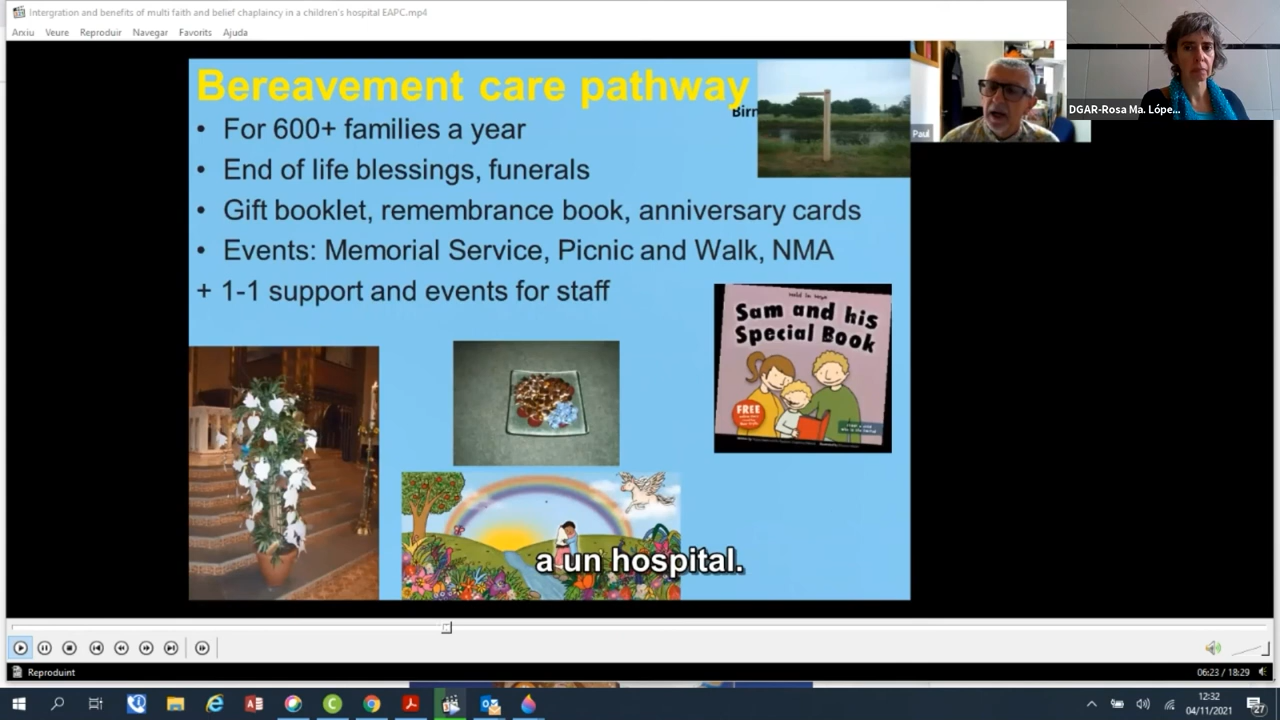 Intergration and benefits of multi faith and belief chaplaincy in a children's hospital EAPC.mp4
Arxiu Veure Reproduir Navegar Favorits Ajuda
Bereavement care pathway
Birm
• For 600+ families a year
• End of life blessings, funerals
• Gift booklet, remembrance book, anniversary cards
• Events: Memorial Service, Picnic and Walk, NMA
+ 1-1 support and events for staff
Paul
DGAR-Rosa Ma. Lópe...
Sam and his
Special Book
FREE
a un hospital.
Reproduint
06:23 / 18:29
12:32
04/11/2021
27